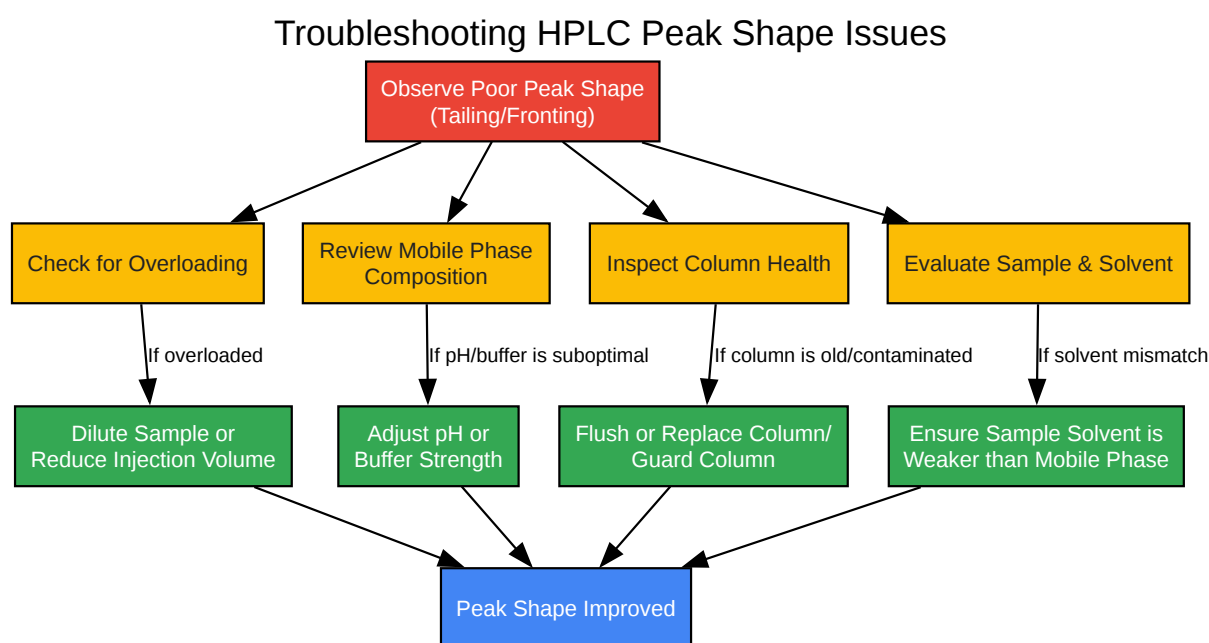 Troubleshooting HPLC Peak Shape Issues
Observe Poor Peak Shape
(Tailing/Fronting)
Check for Overloading
Review Mobile Phase
Composition
Inspect Column Health
Evaluate Sample & Solvent
If overloaded
If pH/buffer is suboptimal
If column is old/contaminated
If solvent mismatch
Dilute Sample or
Reduce Injection Volume
Adjust pH or
Buffer Strength
Flush or Replace Column/
Guard Column
Ensure Sample Solvent is
Weaker than Mobile Phase
Peak Shape Improved